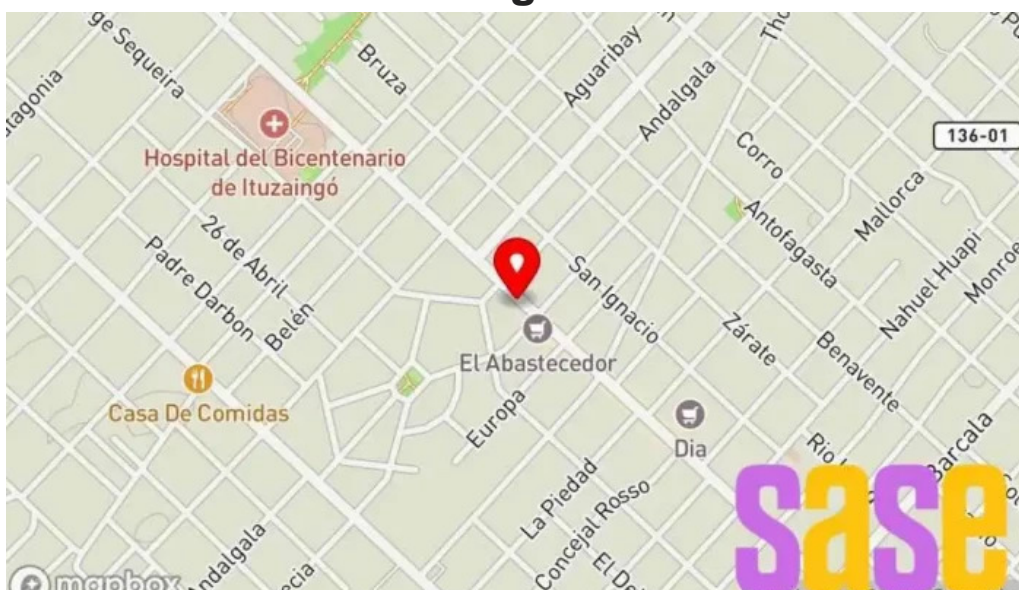 ge Sequeira
Bruza
Aguaribay
Andalgala
136-01
Hospital del Bicentenario
de Ituzaingó
Corro
Mallorca
Antofagasta
26 de Abril
Padre Darbon
Belén
San Ignacio
Nahuel Huapi
Monroe
Zárate
El Abastecedor
Benavente
Casa De Comidas
Europa
Dia
Barcala
La Piedad
Concejal Rosso
Andalgala
mapbox
sase